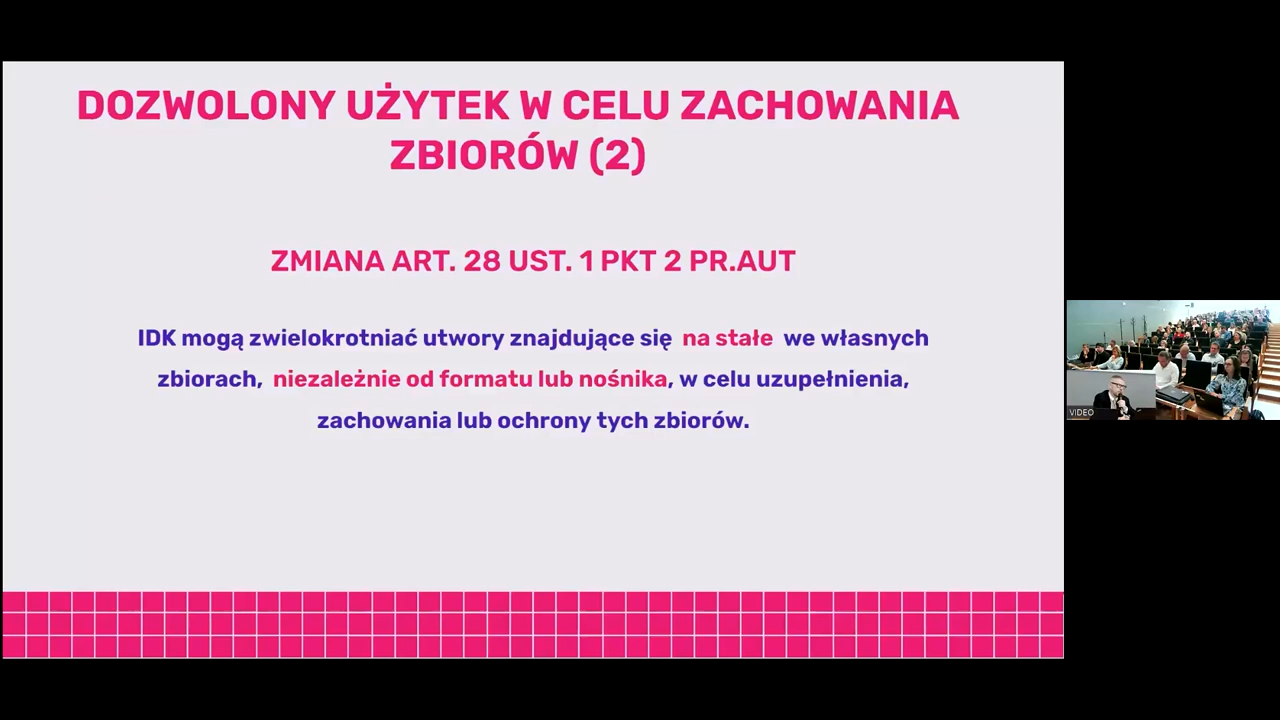 DOZWOLONY UŻYTEK W CELU ZACHOWANIA
ZBIORÓW (2)
ZMIANA ART. 28 UST. 1 PKT 2 PR.AUT
IDK mogą zwielokrotniać utwory znajdujące się na stałe we własnych
zbiorach, niezależnie od formatu lub nośnika, w celu uzupełnienia,
zachowania lub ochrony tych zbiorów.
VIDEO